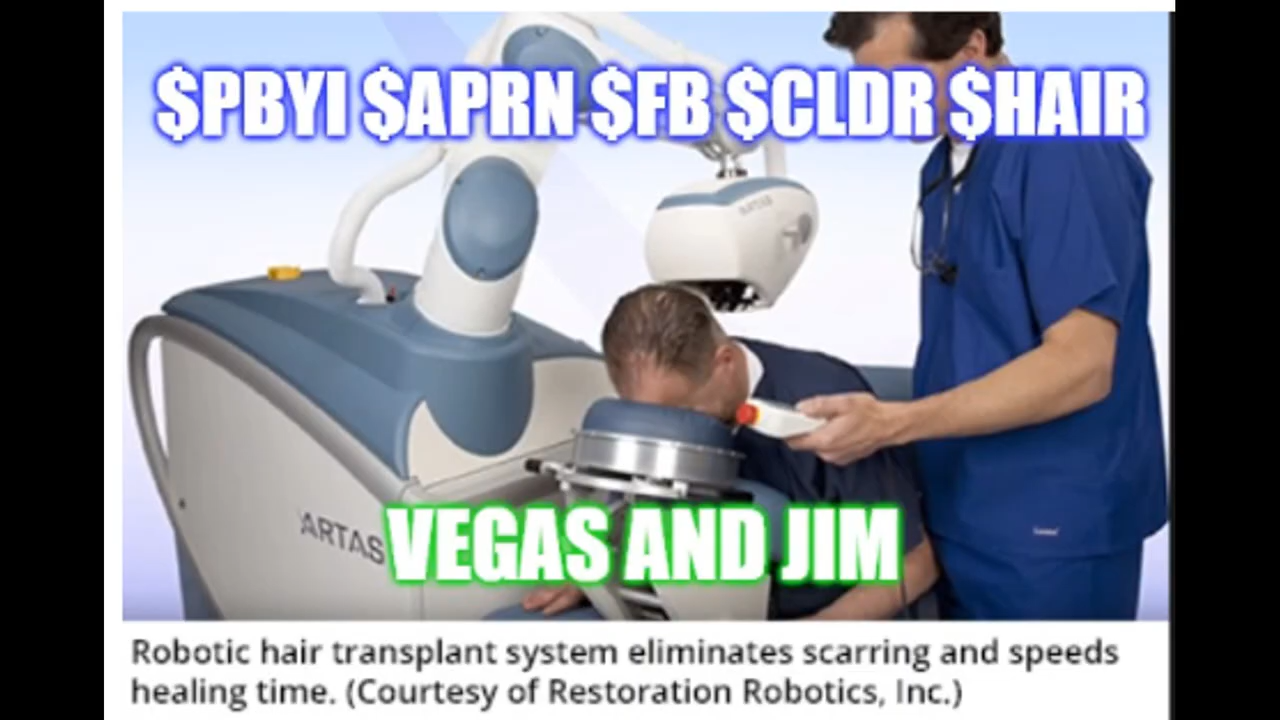 $PBYI $APRN $FB $CLDR $HAIR
ARTAS
ARTAS
VEGAS AND JIM
Robotic hair transplant system eliminates scarring and speeds
healing time. (Courtesy of Restoration Robotics, Inc.)